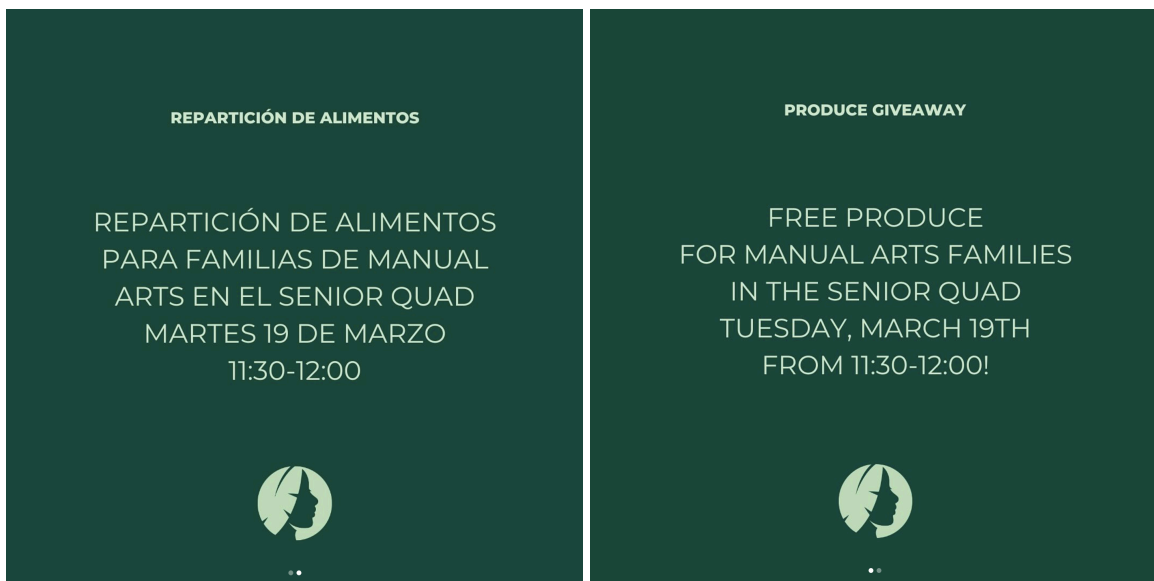 REPARTICIÓN DE ALIMENTOS
REPARTICIÓN DE ALIMENTOS
PARA FAMILIAS DE MANUAL
ARTS EN EL SENIOR QUAD
MARTES 19 DE MARZO
11:30-12:00
PRODUCE GIVEAWAY
FREE PRODUCE
FOR MANUAL ARTS FAMILIES
IN THE SENIOR QUAD
TUESDAY, MARCH 19TH
FROM 11:30-12:00!